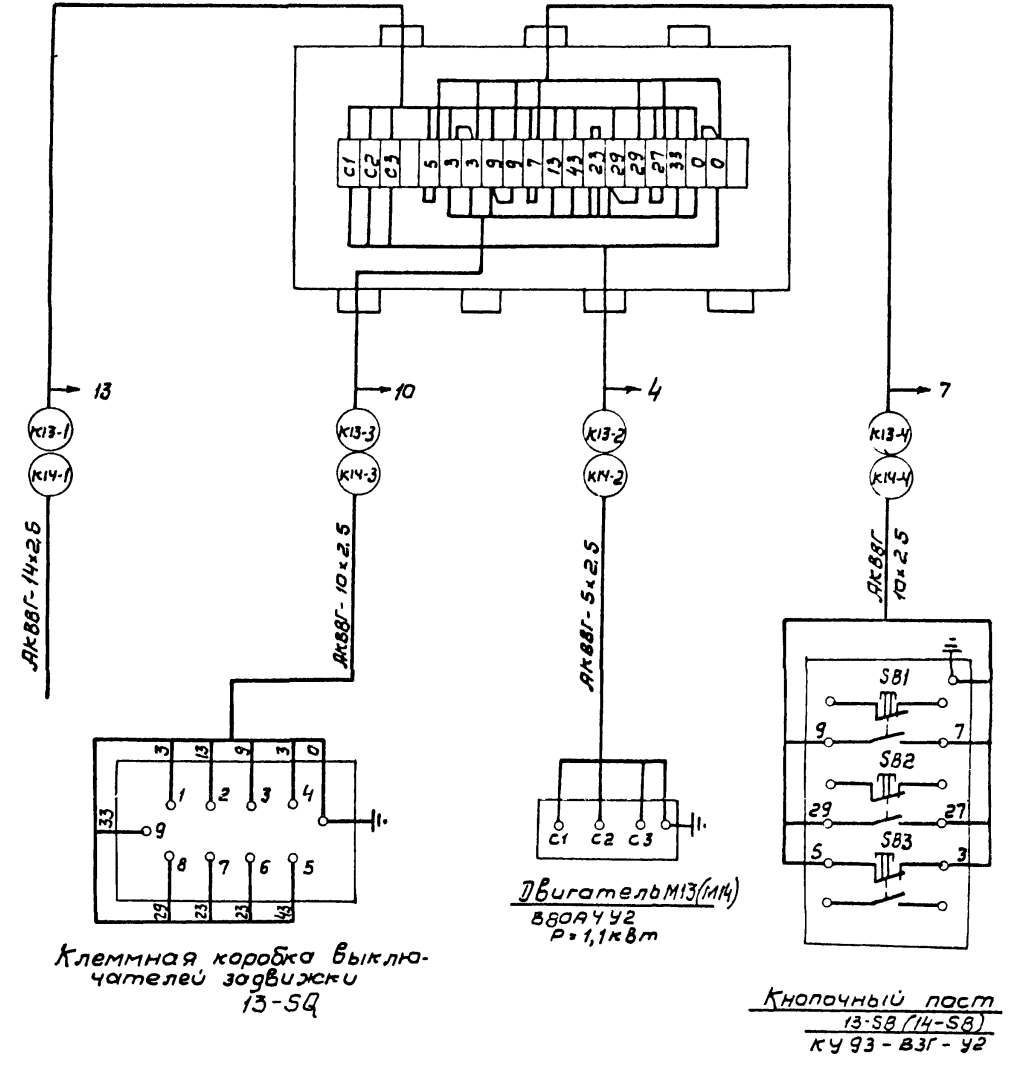 С1 С2 С3 5 3 3 9 9 7 13 43 23 29 29 27 33 0 0
13
10
4
7
К13-1
К13-3
К13-2
К13-4
К14-1
К14-3
К14-2
К14-4
АКВВГ-14×2,5
АКВВГ-10×2,5
АКВВГ-5×2,5
АКВВГ
10×2,5
3 13 9 3 0
1 2 3 4
33
9
8 7 6 5
29 23 23 43
Клеммная коробка выклю-
чателей задвижки
13-SQ
С1 С2 С3
Двигатель М13(М14)
В80А4У2
Р=1,1кВт
SB1
9 7
SB2
29 27
SB3
5 3
Кнопочный пост
13-SB(14-SB)
КУ93-ВЗГ-У2